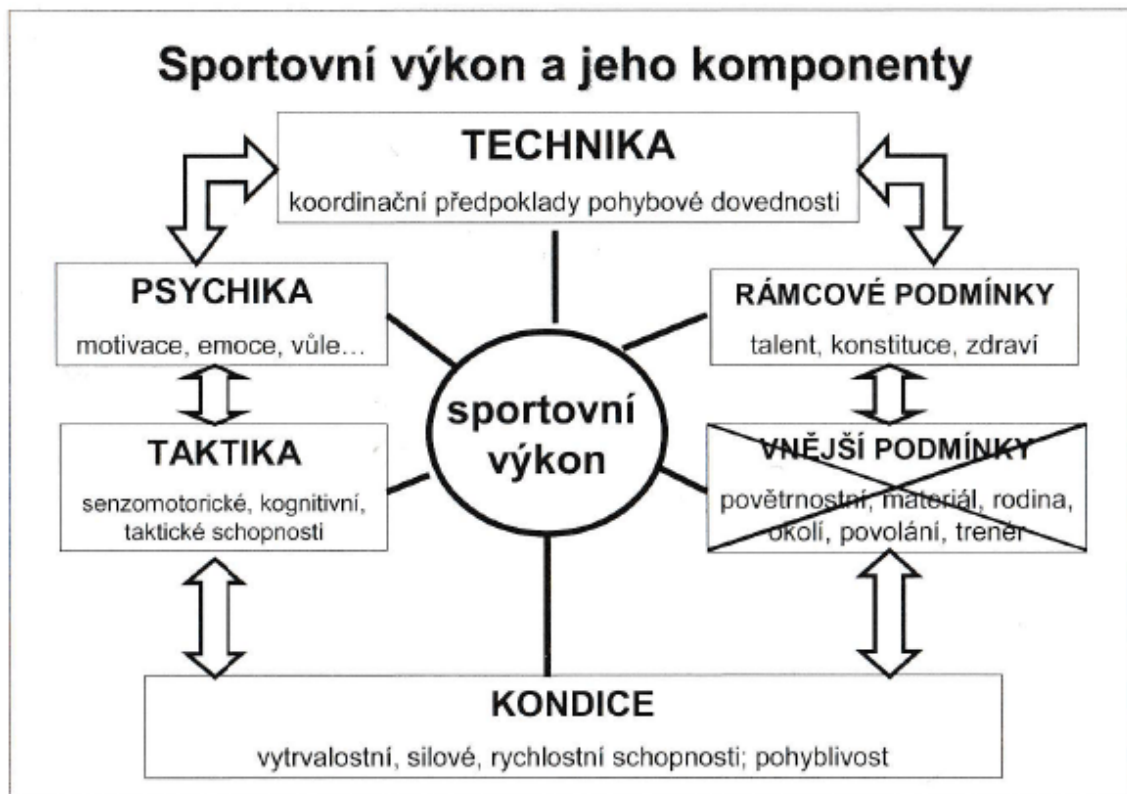 Sportovní výkon a jeho komponenty
TECHNIKA
koordinační předpoklady pohybové dovednosti
PSYCHIKA
motivace, emoce, vůle...
RÁMCOVÉ PODMÍNKY
talent, konstituce, zdraví
sportovní
výkon
TAKTIKA
senzomotorické, kognitivní,
taktické schopnosti
VNĚJŠÍ PODMÍNKY
povětrnostní, materiál, rodina,
okolí, povolání, trenér
KONDICE
vytrvalostní, silové, rychlostní schopnosti; pohyblivost